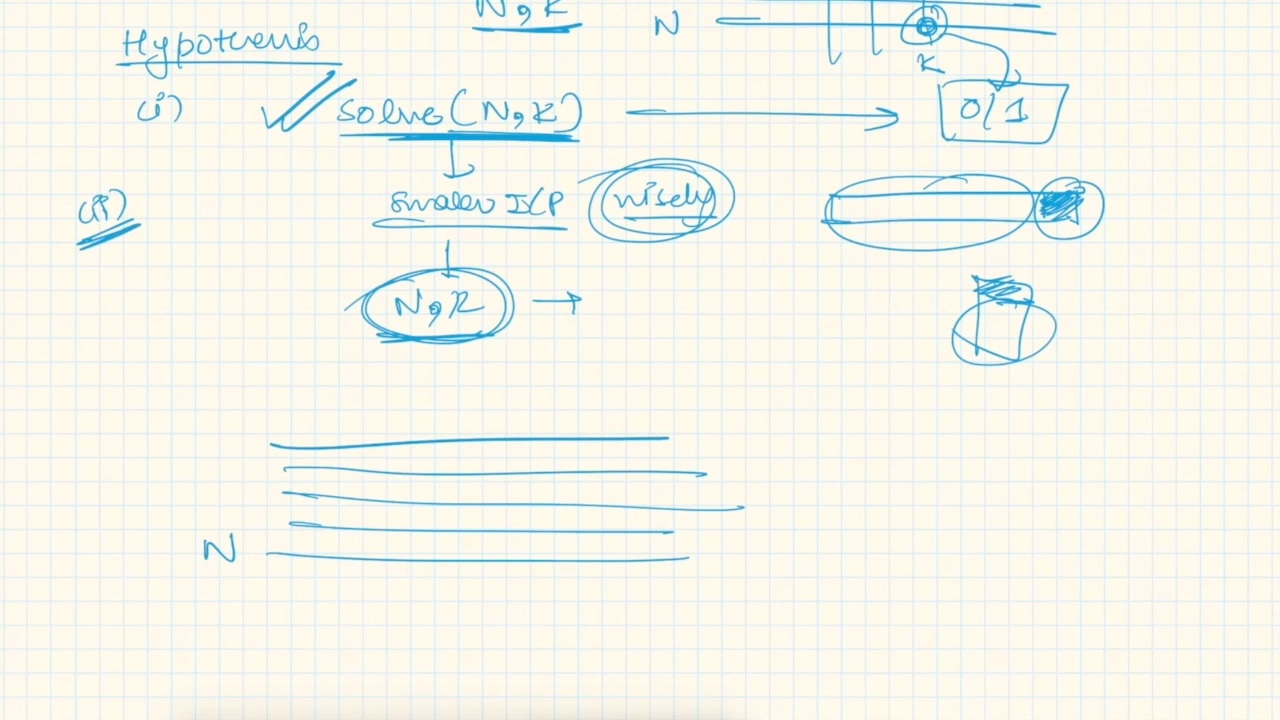 N, K
N
K
Hypothesis
(i) solve(N, K) 0/1
(ii) smaller I/P wisely
N, K
N